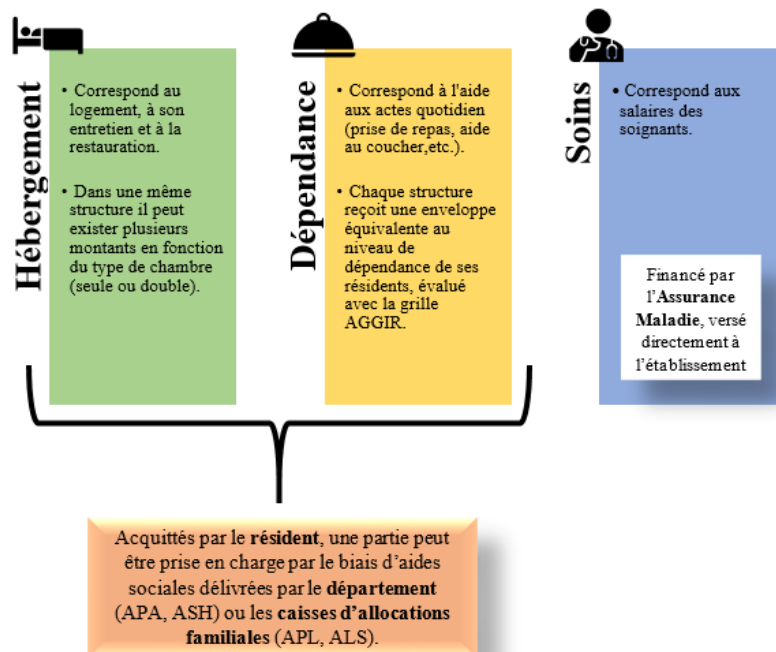 Hébergement
• Correspond au
logement, à son
entretien et à la
restauration.
• Dans une même
structure il peut
exister plusieurs
montants en fonction
du type de chambre
(seule ou double).
Dépendance
• Correspond à l'aide
aux actes quotidien
(prise de repas, aide
au coucher,etc.).
• Chaque structure
reçoit une enveloppe
équivalente au
niveau de
dépendance de ses
résidents, évalué
avec la grille
AGGIR.
Soins
• Correspond aux
salaires des
soignants.
Financé par
l’Assurance
Maladie, versé
directement à
l’établissement
Acquittés par le résident, une partie peut
être prise en charge par le biais d’aides
sociales délivrées par le département
(APA, ASH) ou les caisses d’allocations
familiales (APL, ALS).